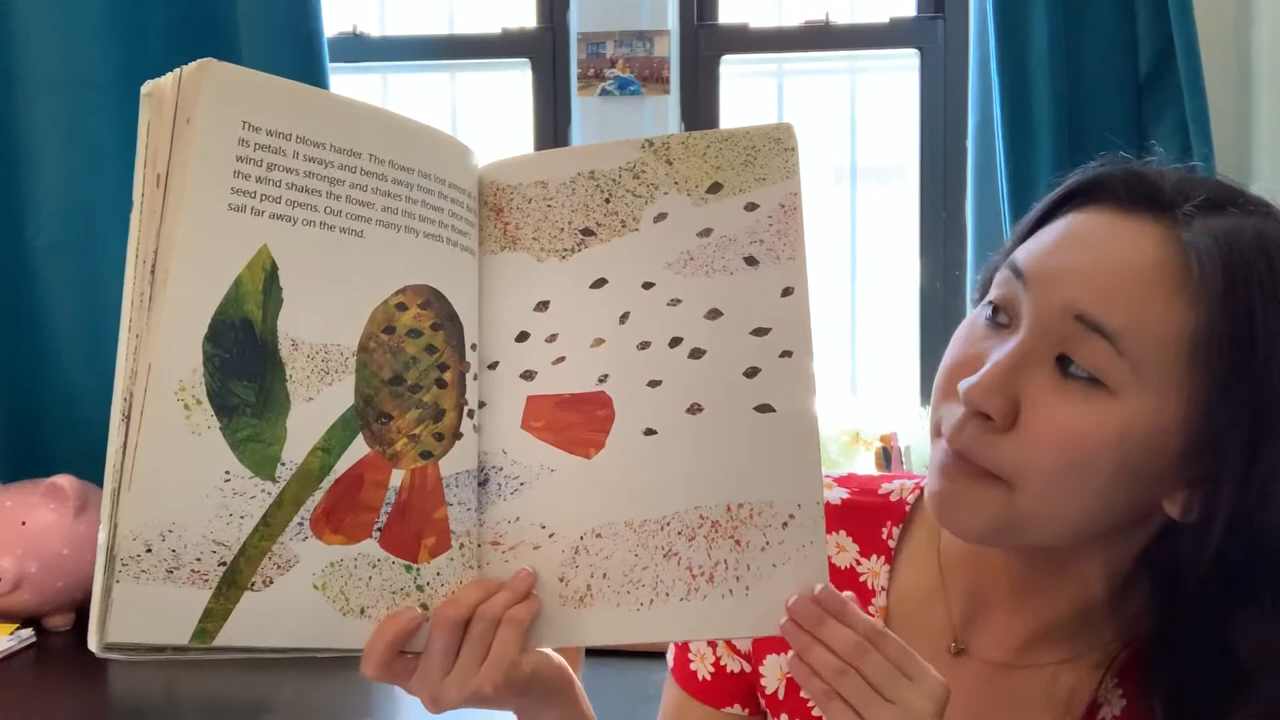 The wind blows harder. The flower has lost almost all
its petals. It sways and bends away from the wind. But the
wind grows stronger and shakes the flower. Once more
the wind shakes the flower, and this time the flower's
seed pod opens. Out come many tiny seeds that quickly
sail far away on the wind.